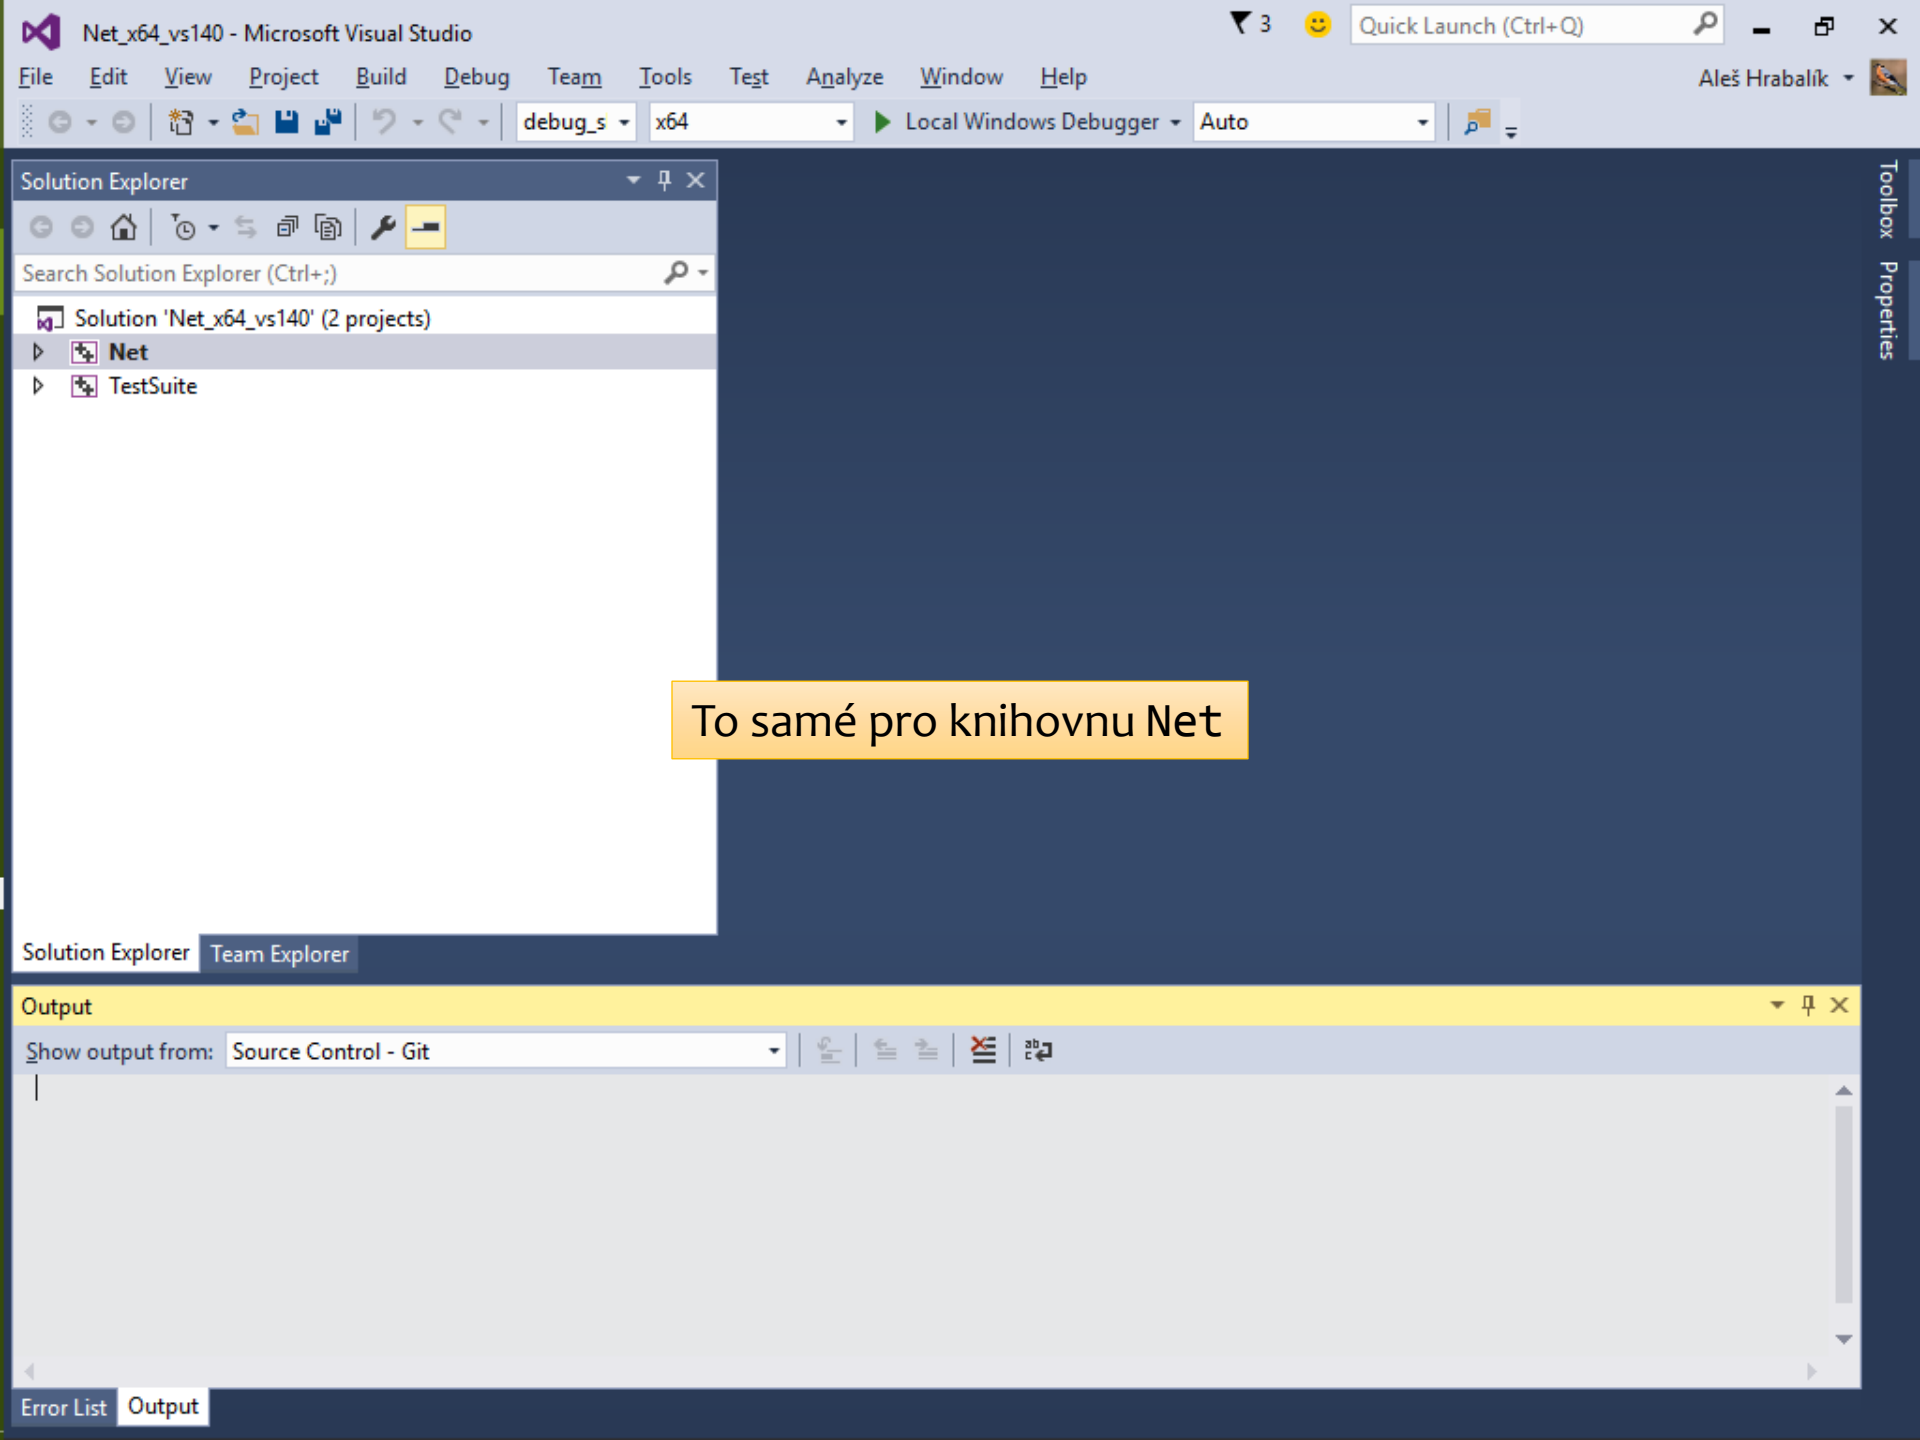 Net_x64_vs140 - Microsoft Visual Studio
3
Quick Launch (Ctrl+Q)
File Edit View Project Build Debug Team Tools Test Analyze Window Help
Aleš Hrabalík
debug_s x64 Local Windows Debugger Auto
Solution Explorer
Search Solution Explorer (Ctrl+;)
Solution 'Net_x64_vs140' (2 projects)
Net
TestSuite
Toolbox
Properties
To samé pro knihovnu Net
Solution Explorer Team Explorer
Output
Show output from: Source Control - Git
Error List Output